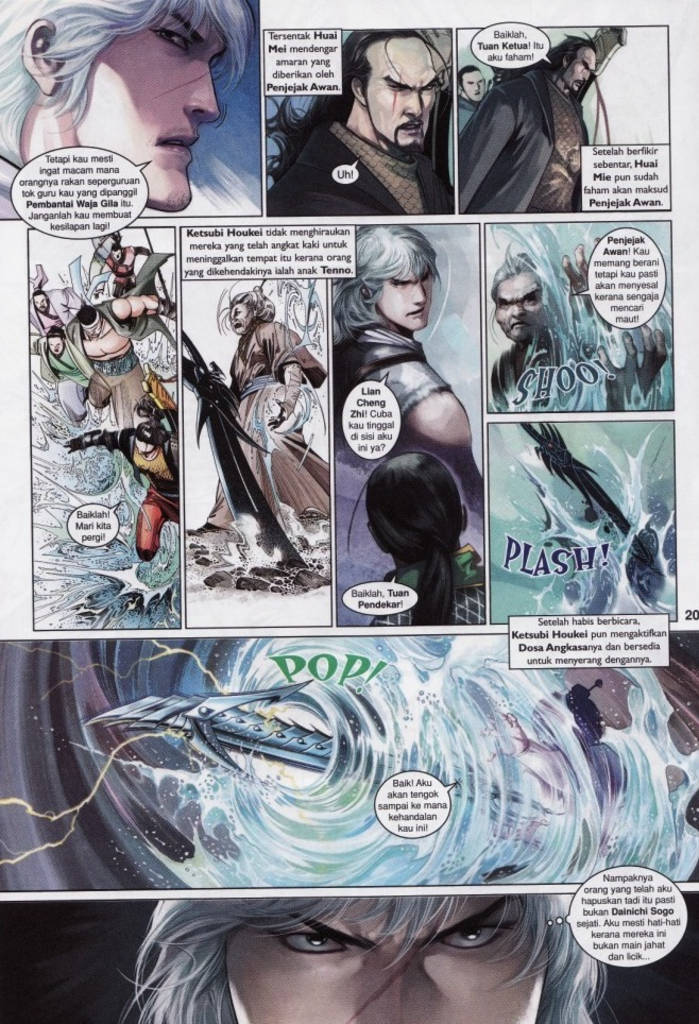 Tetapi kau mesti
ingat macam mana
orangnya rakan seperguruan
tok guru kau yang dipanggil
Pembantai Waja Gila itu.
Janganlah kau membuat
kesilapan lagi!
Tersentak Huai
Mei mendengar
amaran yang
diberikan oleh
Penjejak Awan.
Uh!
Baiklah,
Tuan Ketua! Itu
aku faham!
Setelah berfikir
sebentar, Huai
Mie pun sudah
faham akan maksud
Penjejak Awan.
Baiklah!
Mari kita
pergi!
Ketsubi Houkei tidak menghiraukan
mereka yang telah angkat kaki untuk
meninggalkan tempat itu kerana orang
yang dikehendakinya ialah anak Tenno.
Lian
Cheng
Zhi! Cuba
kau tinggal
di sisi aku
ini ya?
Baiklah, Tuan
Pendekar!
Penjejak
Awan! Kau
memang berani
tetapi kau pasti
akan menyesal
kerana sengaja
mencari
maut!
SHOO!
PLASH!
20
Setelah habis berbicara,
Ketsubi Houkei pun mengaktifkan
Dosa Angkasanya dan bersedia
untuk menyerang dengannya.
POP!
Baik! Aku
akan tengok
sampai ke mana
kehandalan
kau ini!
Nampaknya
orang yang telah aku
hapuskan tadi itu pasti
bukan Dainichi Sogo
sejati. Aku mesti hati-hati
kerana mereka ini
bukan main jahat
dan licik...